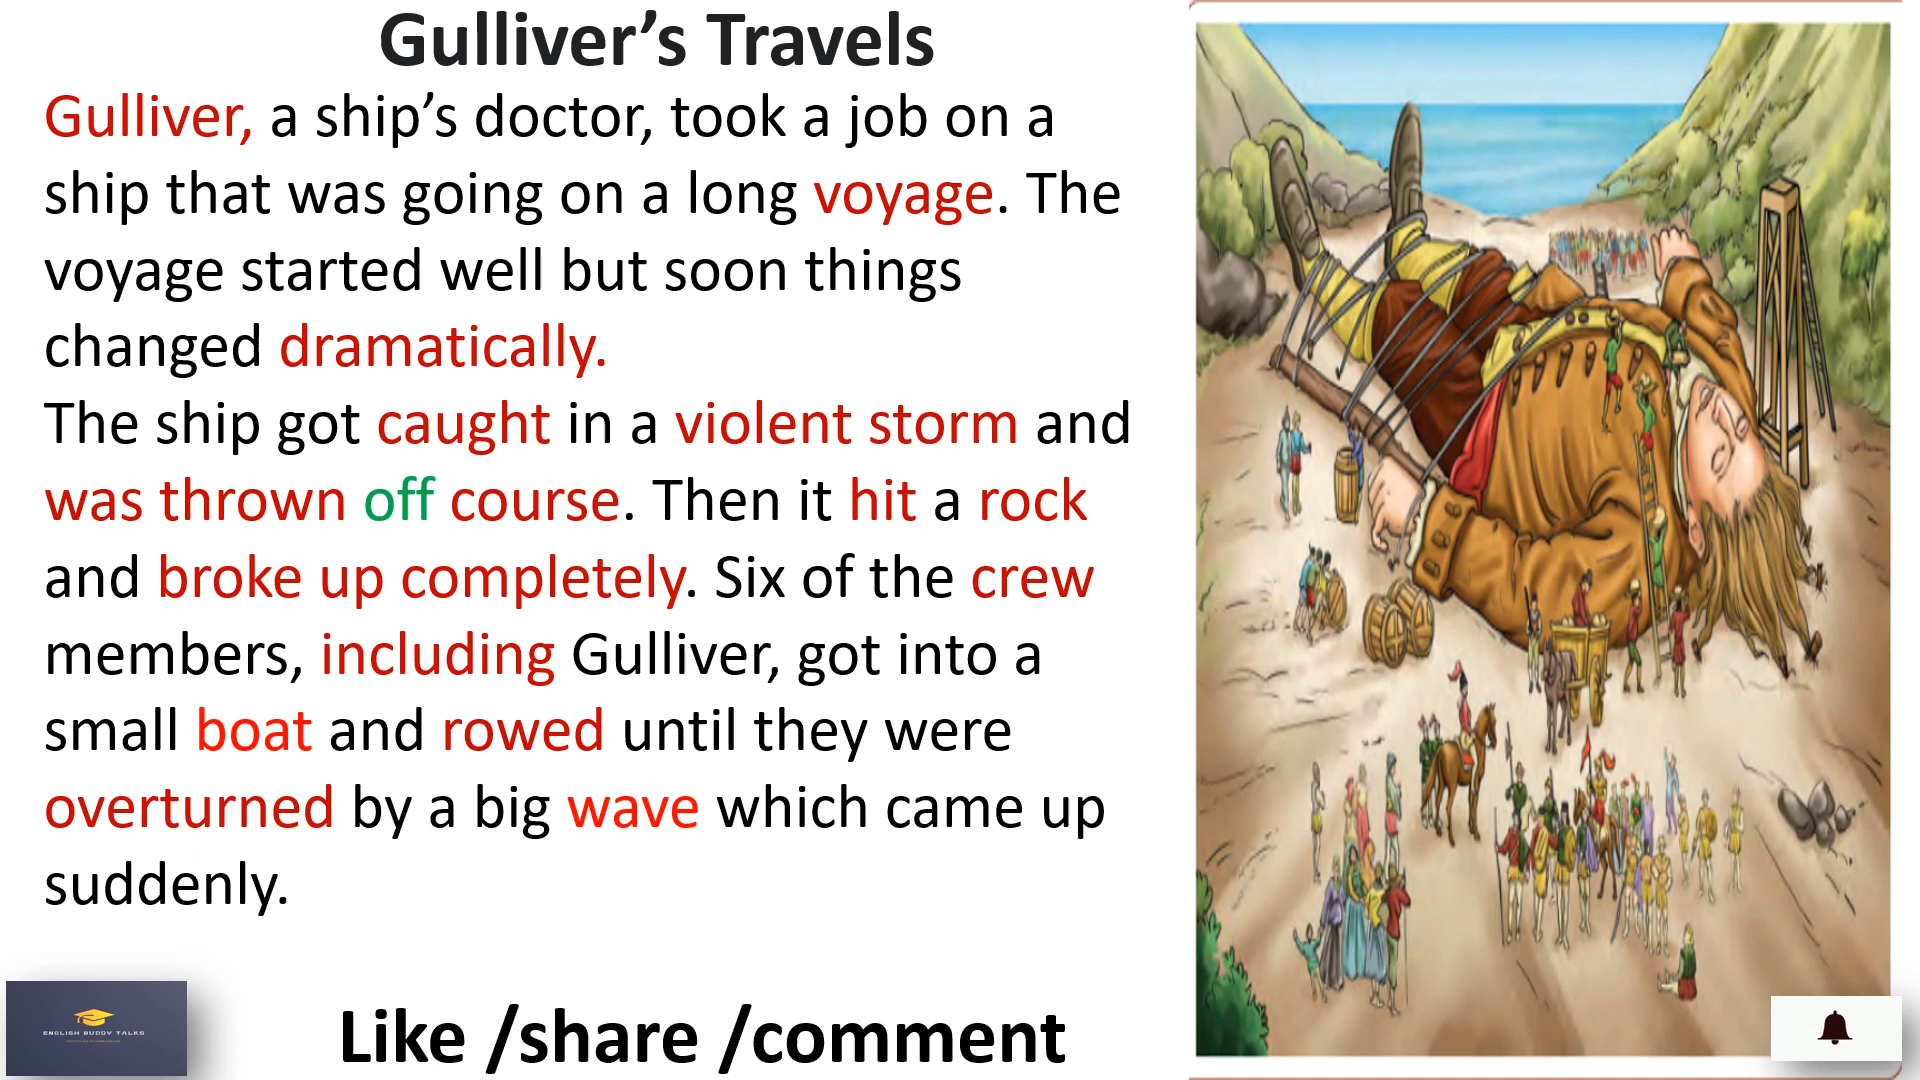 Gulliver’s Travels
Gulliver, a ship’s doctor, took a job on a
ship that was going on a long voyage. The
voyage started well but soon things
changed dramatically.
The ship got caught in a violent storm and
was thrown off course. Then it hit a rock
and broke up completely. Six of the crew
members, including Gulliver, got into a
small boat and rowed until they were
overturned by a big wave which came up
suddenly.
ENGLISH BUDDY TALKS
Like /share /comment